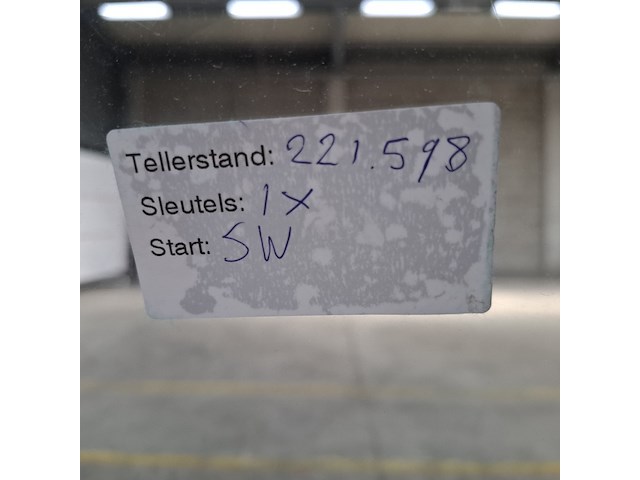 Tellerstand: 221.598
Sleutels: 1x
Start: SW